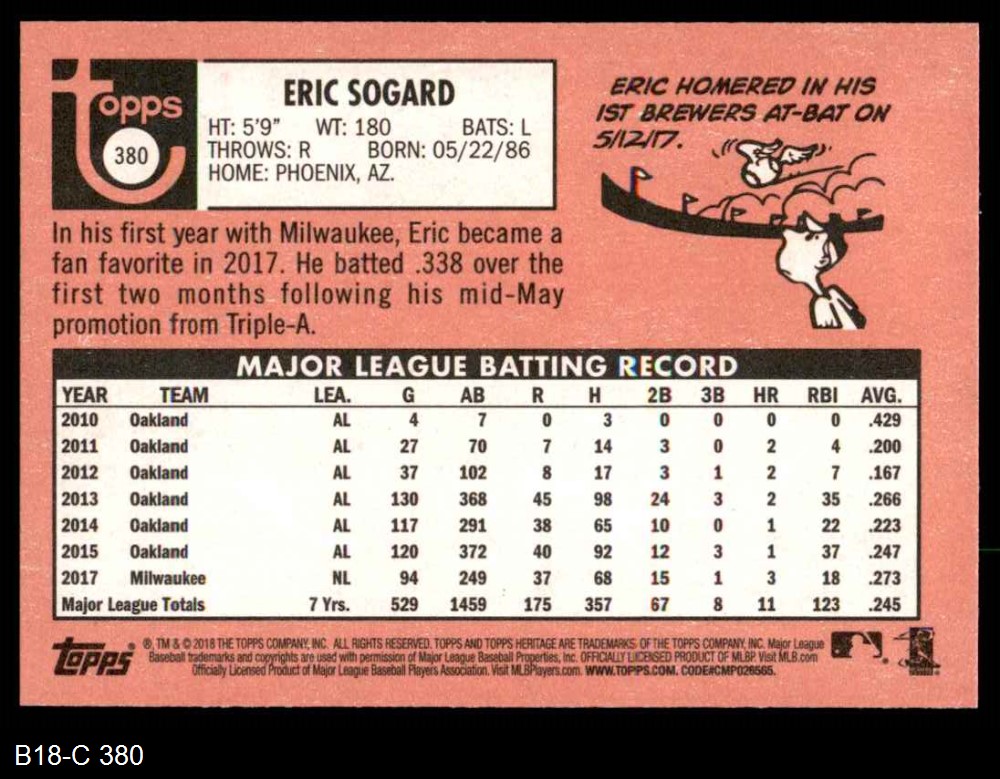 topps
380
ERIC SOGARD
HT: 5'9" WT: 180 BATS: L
THROWS: R BORN: 05/22/86
HOME: PHOENIX, AZ.
ERIC HOMERED IN HIS
1ST BREWERS AT-BAT ON
5/12/17.
In his first year with Milwaukee, Eric became a
fan favorite in 2017. He batted .338 over the
first two months following his mid-May
promotion from Triple-A.
MAJOR LEAGUE BATTING RECORD
YEAR TEAM LEA. G AB R H 2B 3B HR RBI AVG.
2010 Oakland AL 4 7 0 3 0 0 0 0 .429
2011 Oakland AL 27 70 7 14 3 0 2 4 .200
2012 Oakland AL 37 102 8 17 3 1 2 7 .167
2013 Oakland AL 130 368 45 98 24 3 2 35 .266
2014 Oakland AL 117 291 38 65 10 0 1 22 .223
2015 Oakland AL 120 372 40 92 12 3 1 37 .247
2017 Milwaukee NL 94 249 37 68 15 1 3 18 .273
Major League Totals 7 Yrs. 529 1459 175 357 67 8 11 123 .245
topps ®, TM & © 2018 THE TOPPS COMPANY, INC. ALL RIGHTS RESERVED. TOPPS AND TOPPS HERITAGE ARE TRADEMARKS OF THE TOPPS COMPANY, INC. Major League
Baseball trademarks and copyrights are used with permission of Major League Baseball Properties, Inc. OFFICIALLY LICENSED PRODUCT OF MLBP. Visit MLB.com
Officially Licensed Product of Major League Baseball Players Association. Visit MLBPlayers.com. WWW.TOPPS.COM. CODE#CMP026565.
B18-C 380